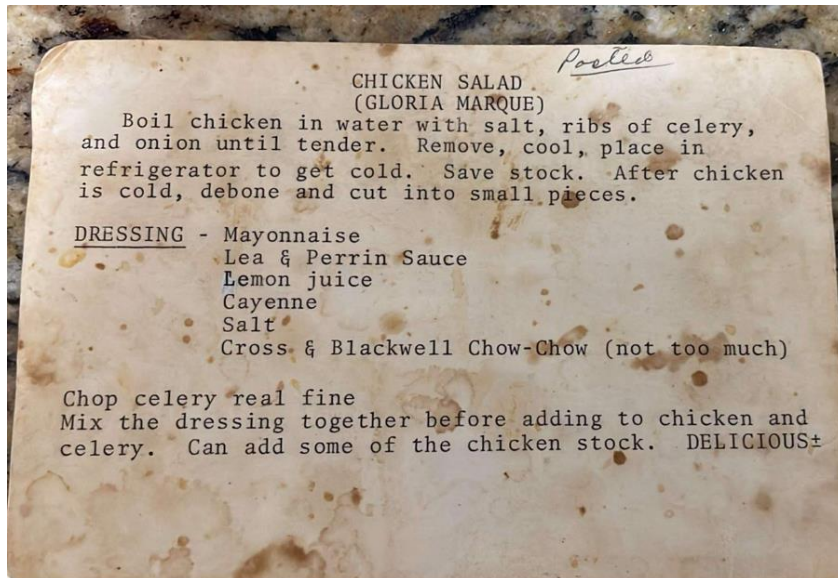 Posted
CHICKEN SALAD
(GLORIA MARQUE)
Boil chicken in water with salt, ribs of celery,
and onion until tender. Remove, cool, place in
refrigerator to get cold. Save stock. After chicken
is cold, debone and cut into small pieces.
DRESSING - Mayonnaise
Lea & Perrin Sauce
Lemon juice
Cayenne
Salt
Cross & Blackwell Chow-Chow (not too much)
Chop celery real fine
Mix the dressing together before adding to chicken and
celery. Can add some of the chicken stock. DELICIOUS±